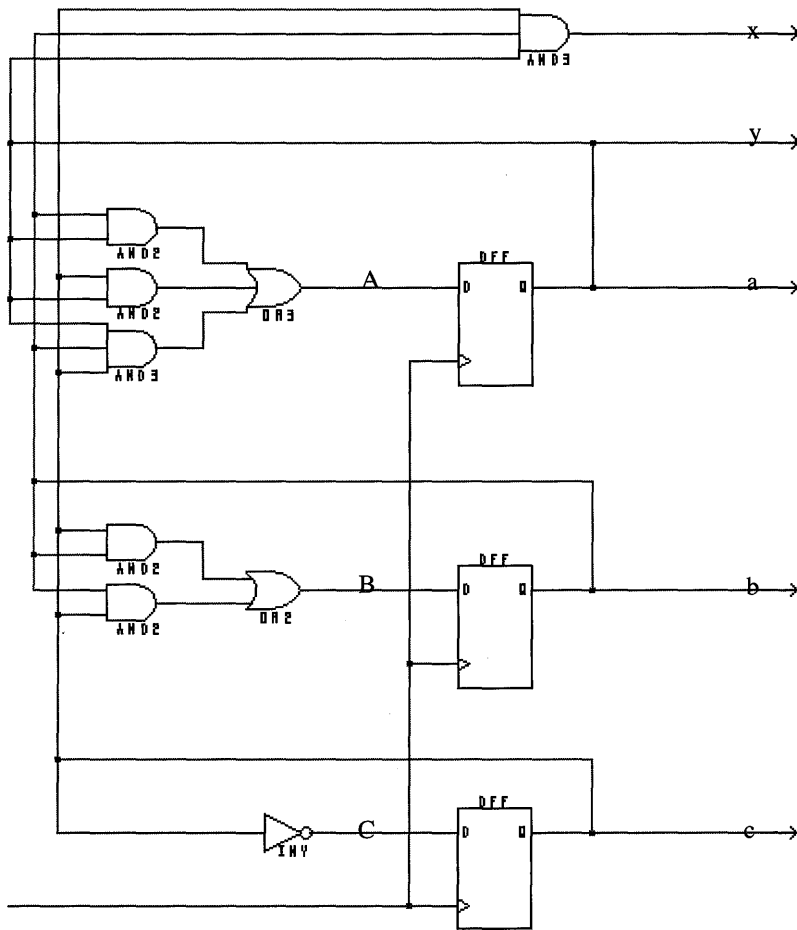 x
AND3
y
AND2
DFF
A
D
Q
a
AND2
OR3
AND3
AND2
DFF
B
D
Q
b
OR2
AND2
DFF
C
D
Q
c
INV